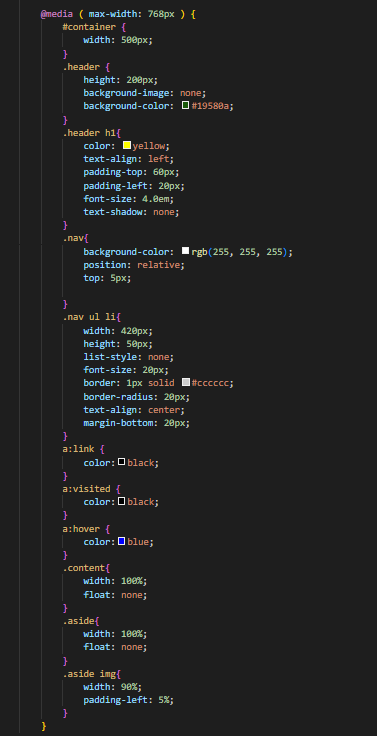 @media ( max-width: 768px ) {
#container {
width: 500px;
}
.header {
height: 200px;
background-image: none;
background-color: #19580a;
}
.header h1{
color: yellow;
text-align: left;
padding-top: 60px;
padding-left: 20px;
font-size: 4.0em;
text-shadow: none;
}
.nav{
background-color: rgb(255, 255, 255);
position: relative;
top: 5px;
}
.nav ul li{
width: 420px;
height: 50px;
list-style: none;
font-size: 20px;
border: 1px solid #cccccc;
border-radius: 20px;
text-align: center;
margin-bottom: 20px;
}
a:link {
color: black;
}
a:visited {
color: black;
}
a:hover {
color: blue;
}
.content{
width: 100%;
float: none;
}
.aside{
width: 100%;
float: none;
}
.aside img{
width: 90%;
padding-left: 5%;
}
}